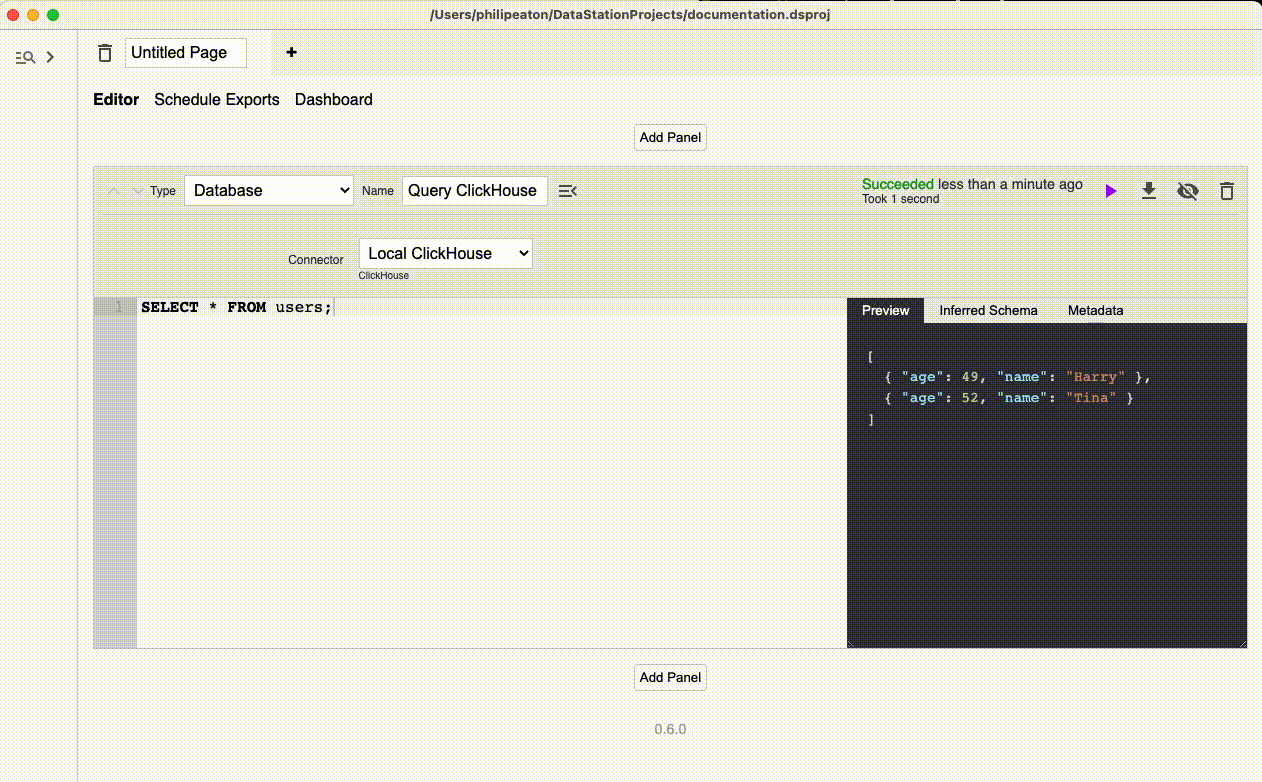 /Users/philipeaton/DataStationProjects/documentation.dsproj
Untitled Page +
Editor Schedule Exports Dashboard
Add Panel
Type Database Name Query ClickHouse Succeeded less than a minute ago
Took 1 second
Connector Local ClickHouse
ClickHouse
1 SELECT * FROM users;
Preview Inferred Schema Metadata
[
{ "age": 49, "name": "Harry" },
{ "age": 52, "name": "Tina" }
]
Add Panel
0.6.0